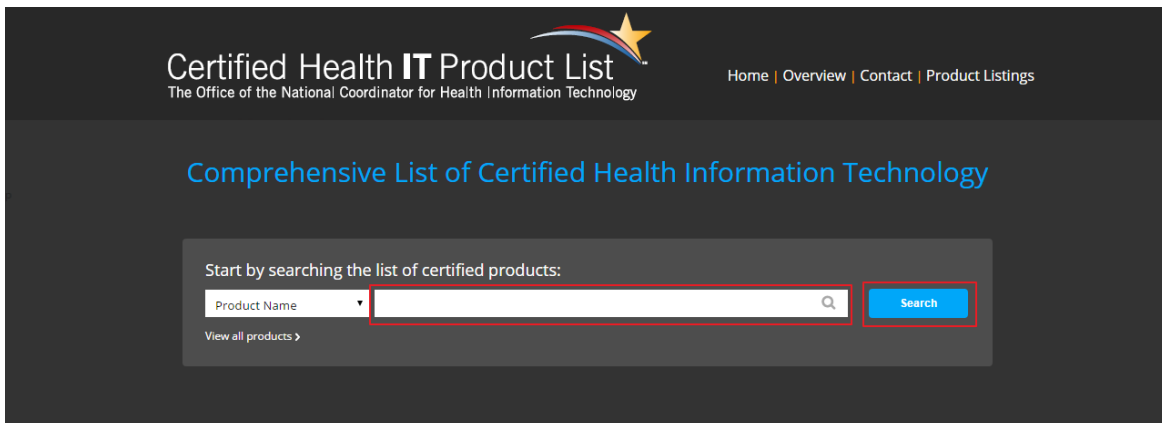 Certified Health IT Product List
The Office of the National Coordinator for Health Information Technology
Home | Overview | Contact | Product Listings
Comprehensive List of Certified Health Information Technology
Start by searching the list of certified products:
Product Name
Search
View all products >